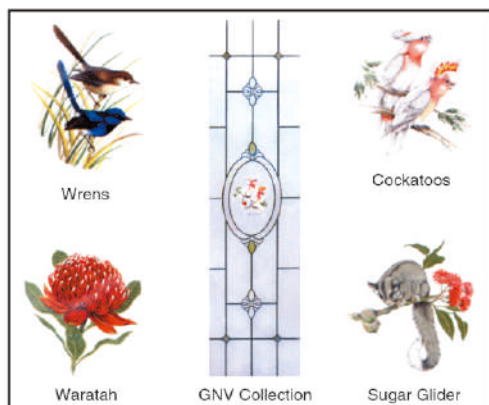 Wrens
Cockatoos
Waratah
GNV Collection
Sugar Glider